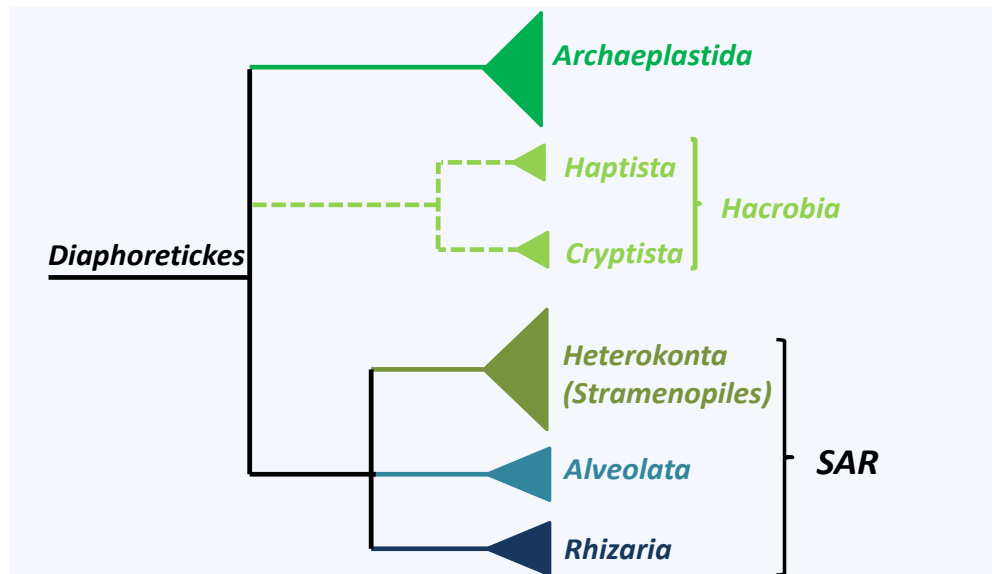 Archaeplastida
Haptista
Hacrobia
Cryptista
Diaphoretickes
Heterokonta
(Stramenopiles)
SAR
Alveolata
Rhizaria